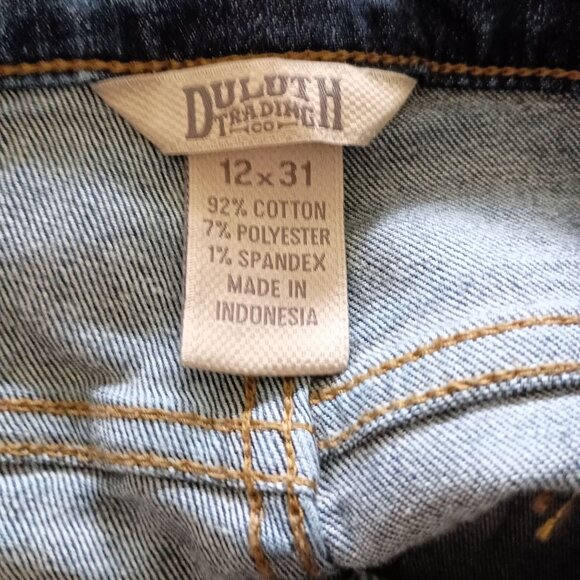 DULUTH
TRADING
CO
12 x 31
92% COTTON
7% POLYESTER
1% SPANDEX
MADE IN
INDONESIA